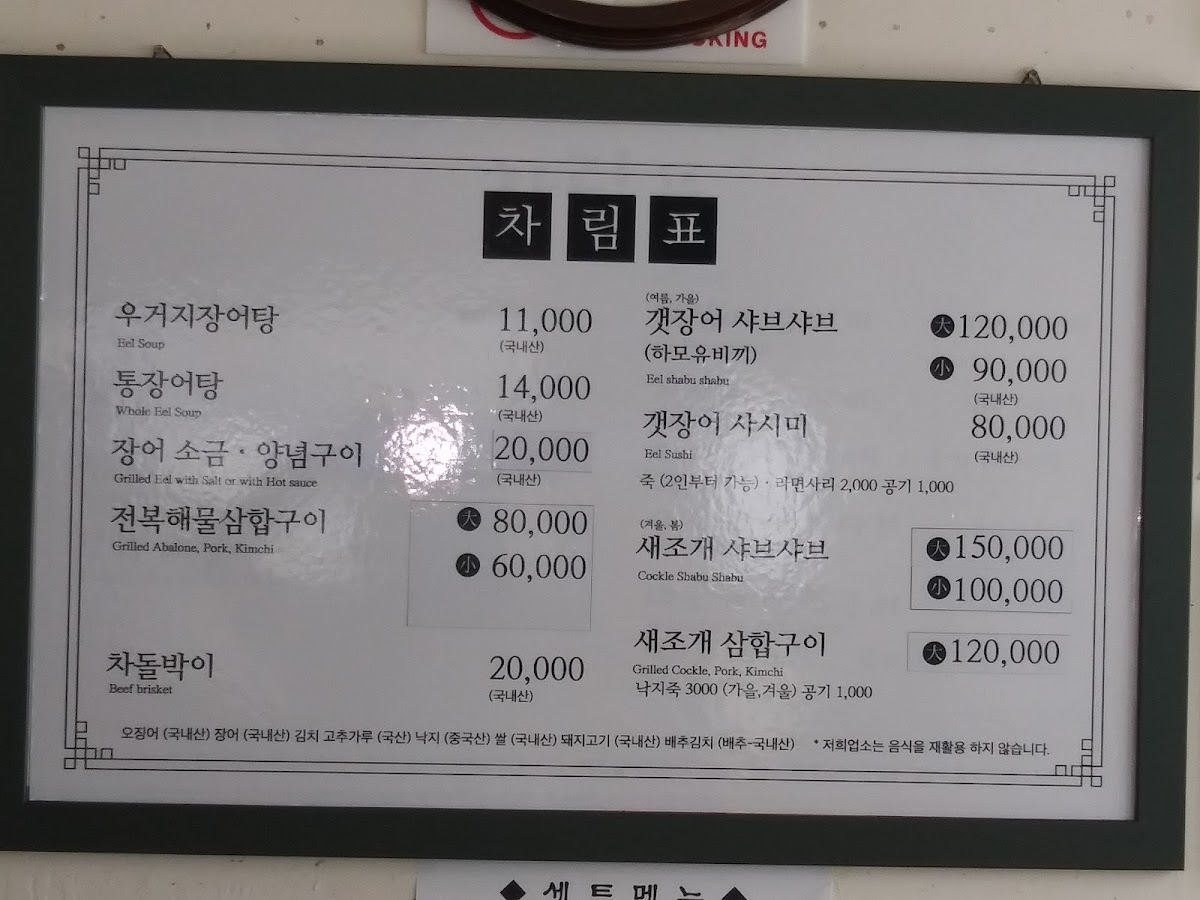 차림표
우거지장어탕 11,000
Eel Soup (국내산)
통장어탕 14,000
Whole Eel Soup (국내산)
장어 소금·양념구이 20,000
Grilled Eel with Salt or with Hot sauce (국내산)
전복해물삼합구이 大 80,000
Grilled Abalone, Pork, Kimchi
小 60,000
차돌박이 20,000
Beef brisket (국내산)
(여름, 가을)
갯장어 샤브샤브 大 120,000
(하모유비끼) 小 90,000
Eel shabu shabu (국내산)
갯장어 사시미 80,000
Eel Sushi (국내산)
죽 (2인부터 가능)·라면사리 2,000 공기 1,000
(겨울, 봄)
새조개 샤브샤브 大 150,000
Cockle Shabu Shabu 小 100,000
새조개 삼합구이 大 120,000
Grilled Cockle, Pork, Kimchi
낙지죽 3000 (가을,겨울) 공기 1,000
오징어 (국내산) 장어 (국내산) 김치 고추가루 (국산) 낙지 (중국산) 쌀 (국내산) 돼지고기 (국내산) 배추김치 (배추-국내산) * 저희업소는 음식을 재활용 하지 않습니다.
◆ 세트메뉴 ◆